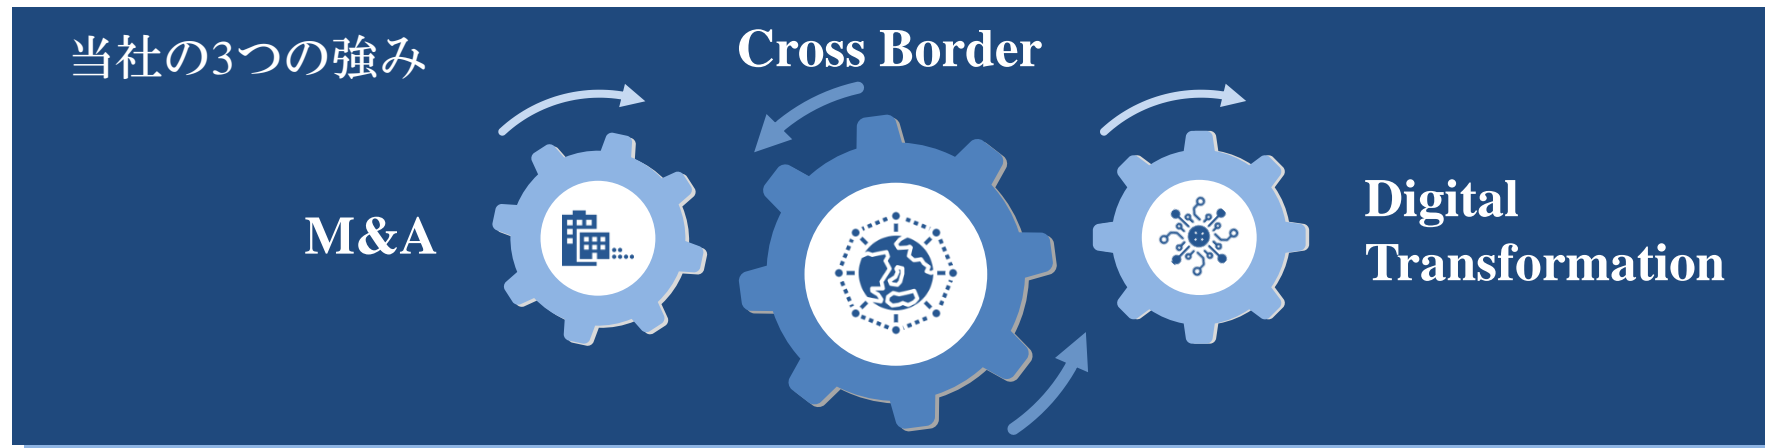 当社の3つの強み
Cross Border
M&A
Digital
Transformation